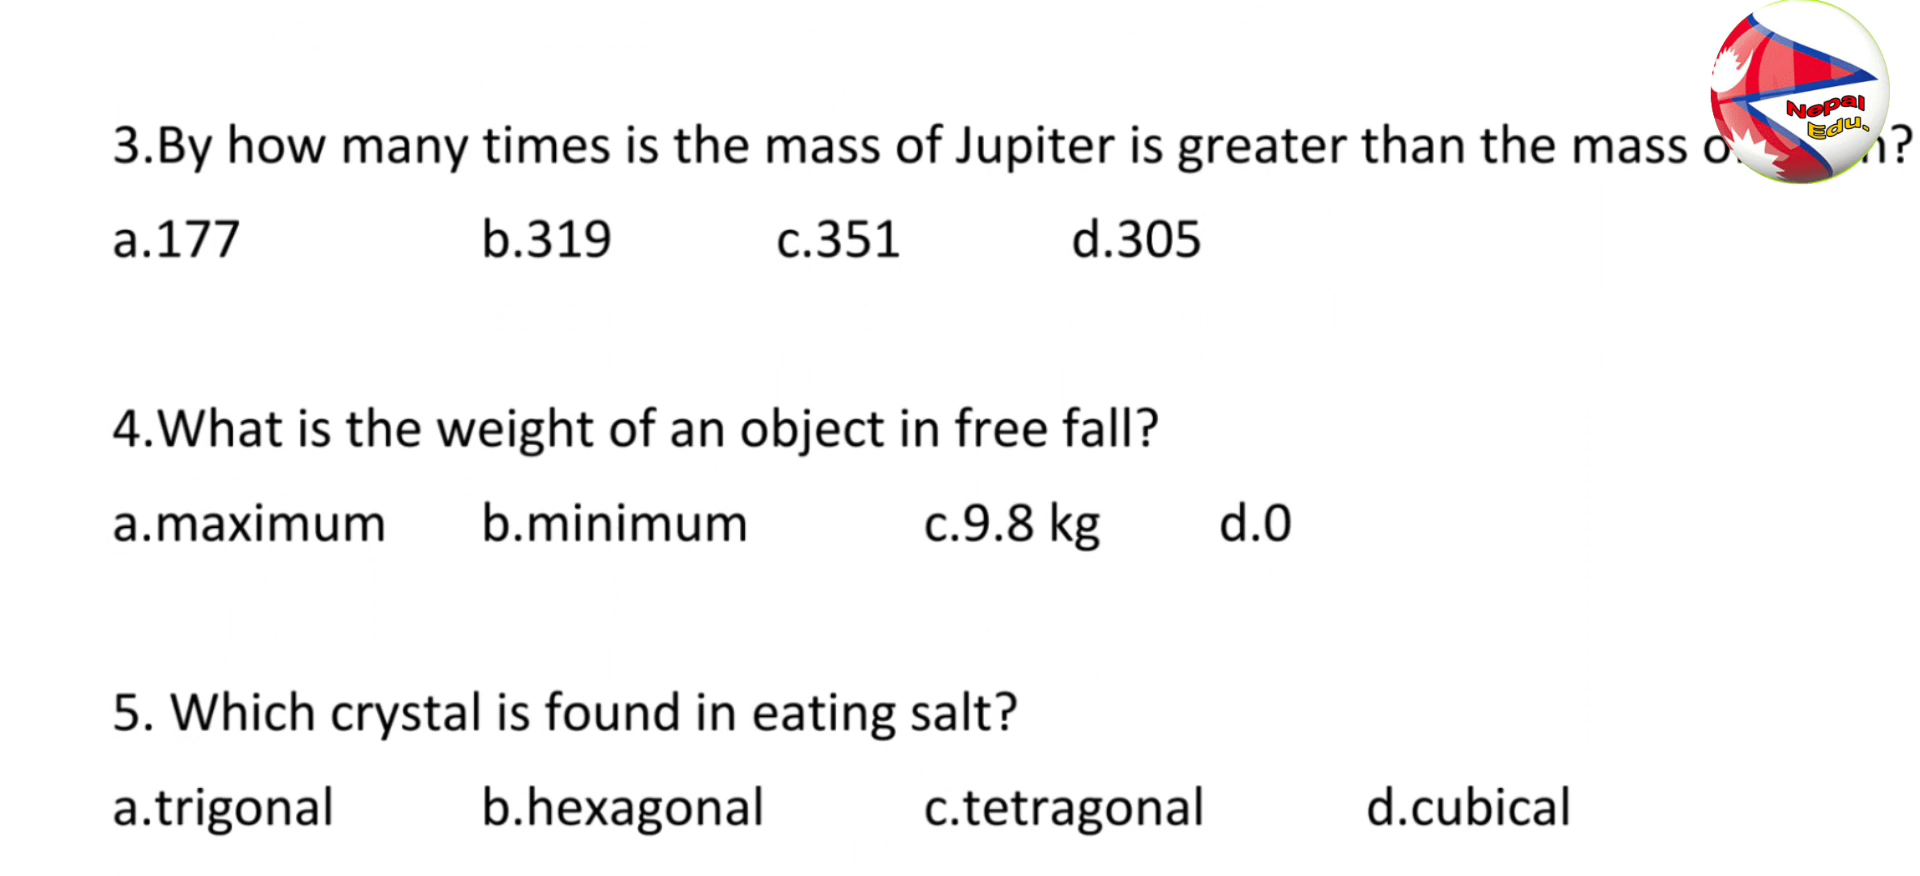 Nepal
Edu.
3.By how many times is the mass of Jupiter is greater than the mass ?
a.177 b.319 c.351 d.305
4.What is the weight of an object in free fall?
a.maximum b.minimum c.9.8 kg d.0
5. Which crystal is found in eating salt?
a.trigonal b.hexagonal c.tetragonal d.cubical